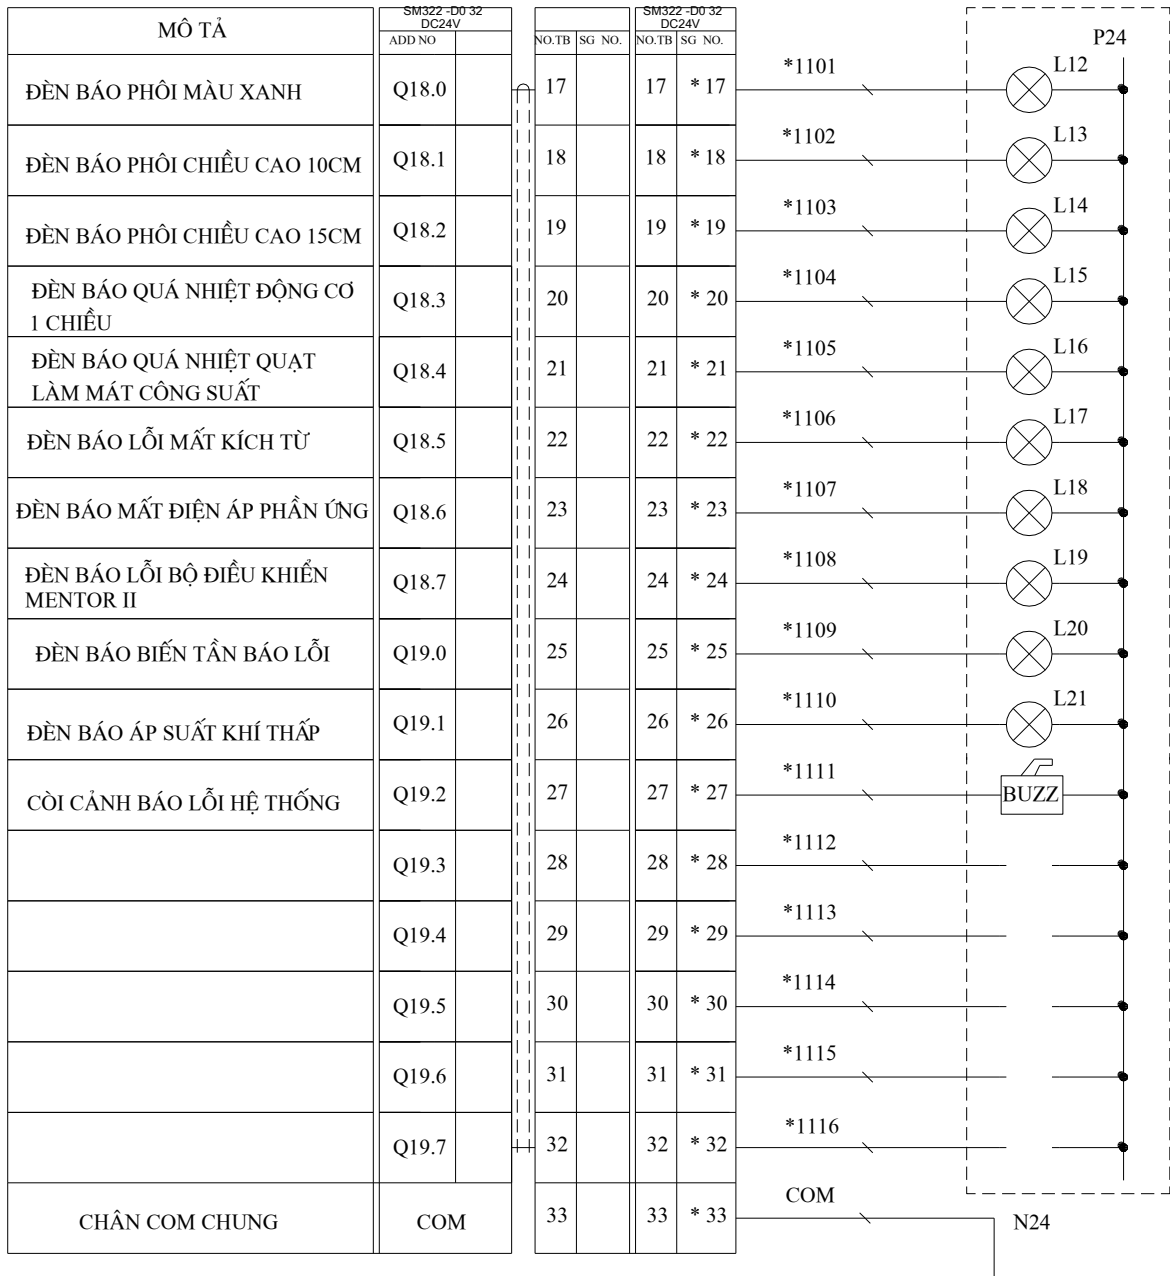 MÔ TẢ
SM322 -D0 32
DC24V
SM322 -D0 32
DC24V
ADD NO
NO.TB SG NO. NO.TB SG NO.
P24
ĐÈN BÁO PHÔI MÀU XANH Q18.0 17 17 * 17 *1101 L12
ĐÈN BÁO PHÔI CHIỀU CAO 10CM Q18.1 18 18 * 18 *1102 L13
ĐÈN BÁO PHÔI CHIỀU CAO 15CM Q18.2 19 19 * 19 *1103 L14
ĐÈN BÁO QUÁ NHIỆT ĐỘNG CƠ
1 CHIỀU
Q18.3 20 20 * 20 *1104 L15
ĐÈN BÁO QUÁ NHIỆT QUẠT
LÀM MÁT CÔNG SUẤT
Q18.4 21 21 * 21 *1105 L16
ĐÈN BÁO LỖI MẤT KÍCH TỪ Q18.5 22 22 * 22 *1106 L17
ĐÈN BÁO MẤT ĐIỆN ÁP PHẦN ỨNG Q18.6 23 23 * 23 *1107 L18
ĐÈN BÁO LỖI BỘ ĐIỀU KHIỂN
MENTOR II
Q18.7 24 24 * 24 *1108 L19
ĐÈN BÁO BIẾN TẦN BÁO LỖI Q19.0 25 25 * 25 *1109 L20
ĐÈN BÁO ÁP SUẤT KHÍ THẤP Q19.1 26 26 * 26 *1110 L21
CÒI CẢNH BÁO LỖI HỆ THỐNG Q19.2 27 27 * 27 *1111 BUZZ
Q19.3 28 28 * 28 *1112
Q19.4 29 29 * 29 *1113
Q19.5 30 30 * 30 *1114
Q19.6 31 31 * 31 *1115
Q19.7 32 32 * 32 *1116
CHÂN COM CHUNG COM 33 33 * 33 COM N24